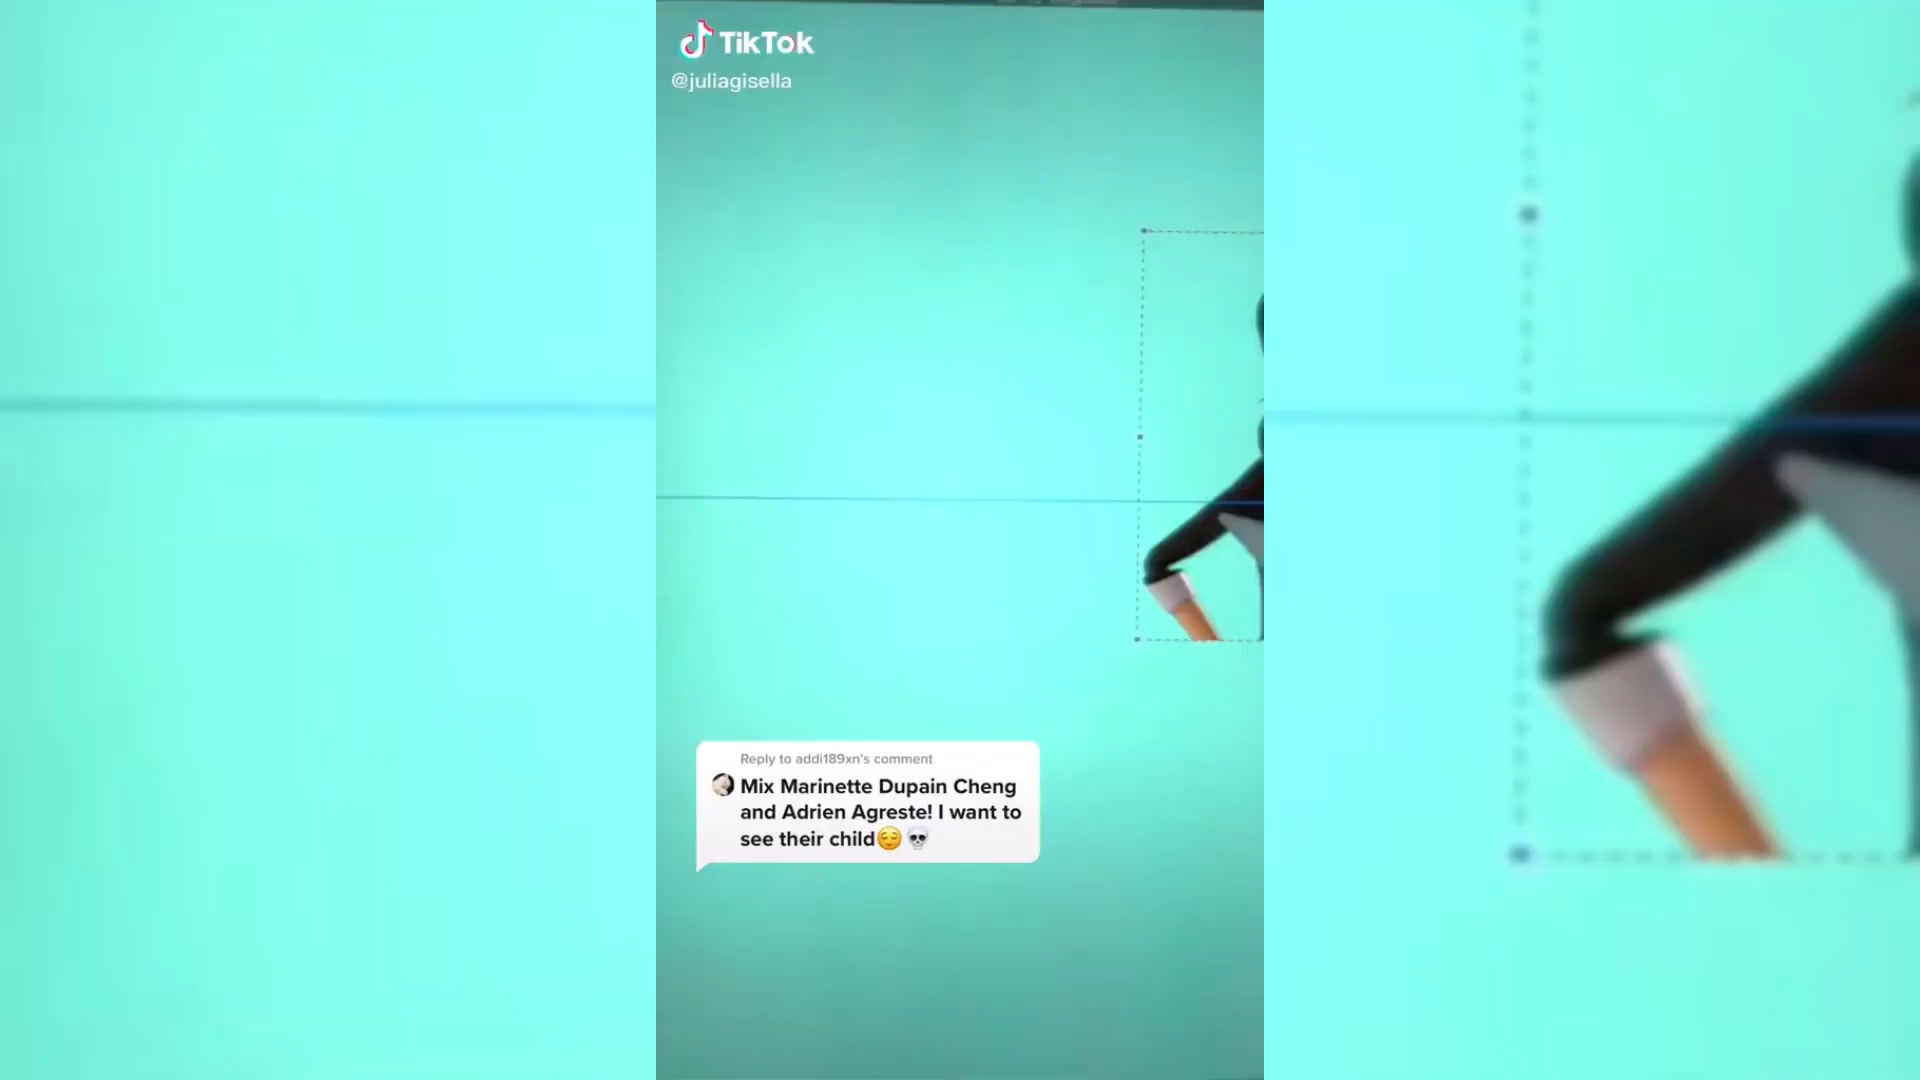 TikTok
@juliagisella
Reply to addi189xn's comment
Mix Marinette Dupain Cheng
and Adrien Agreste! I want to
see their child😌💀